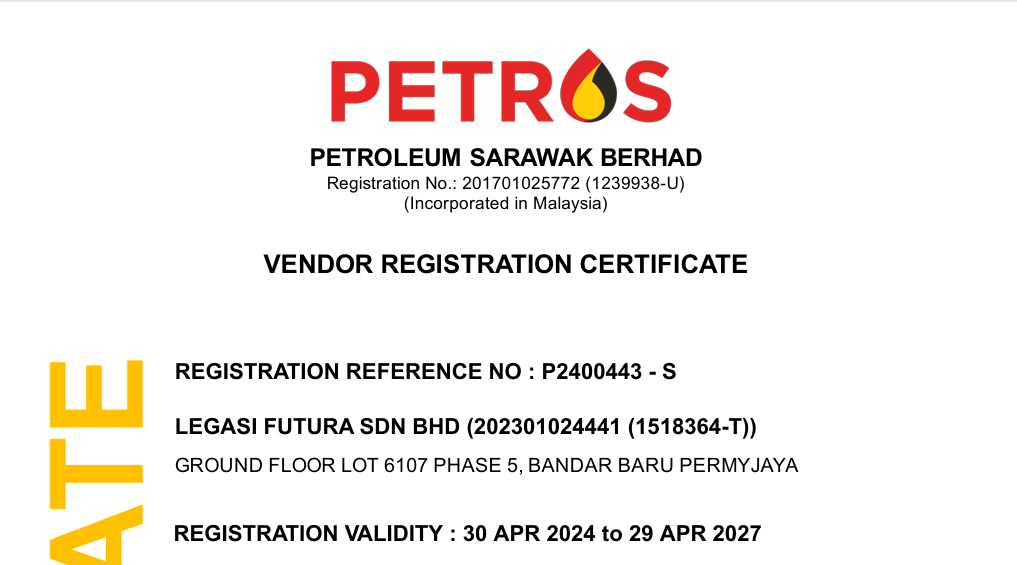 PETROS
PETROLEUM SARAWAK BERHAD
Registration No.: 201701025772 (1239938-U)
(Incorporated in Malaysia)
VENDOR REGISTRATION CERTIFICATE
REGISTRATION REFERENCE NO : P2400443 - S
LEGASI FUTURA SDN BHD (202301024441 (1518364-T))
GROUND FLOOR LOT 6107 PHASE 5, BANDAR BARU PERMYJAYA
REGISTRATION VALIDITY : 30 APR 2024 to 29 APR 2027
ATE